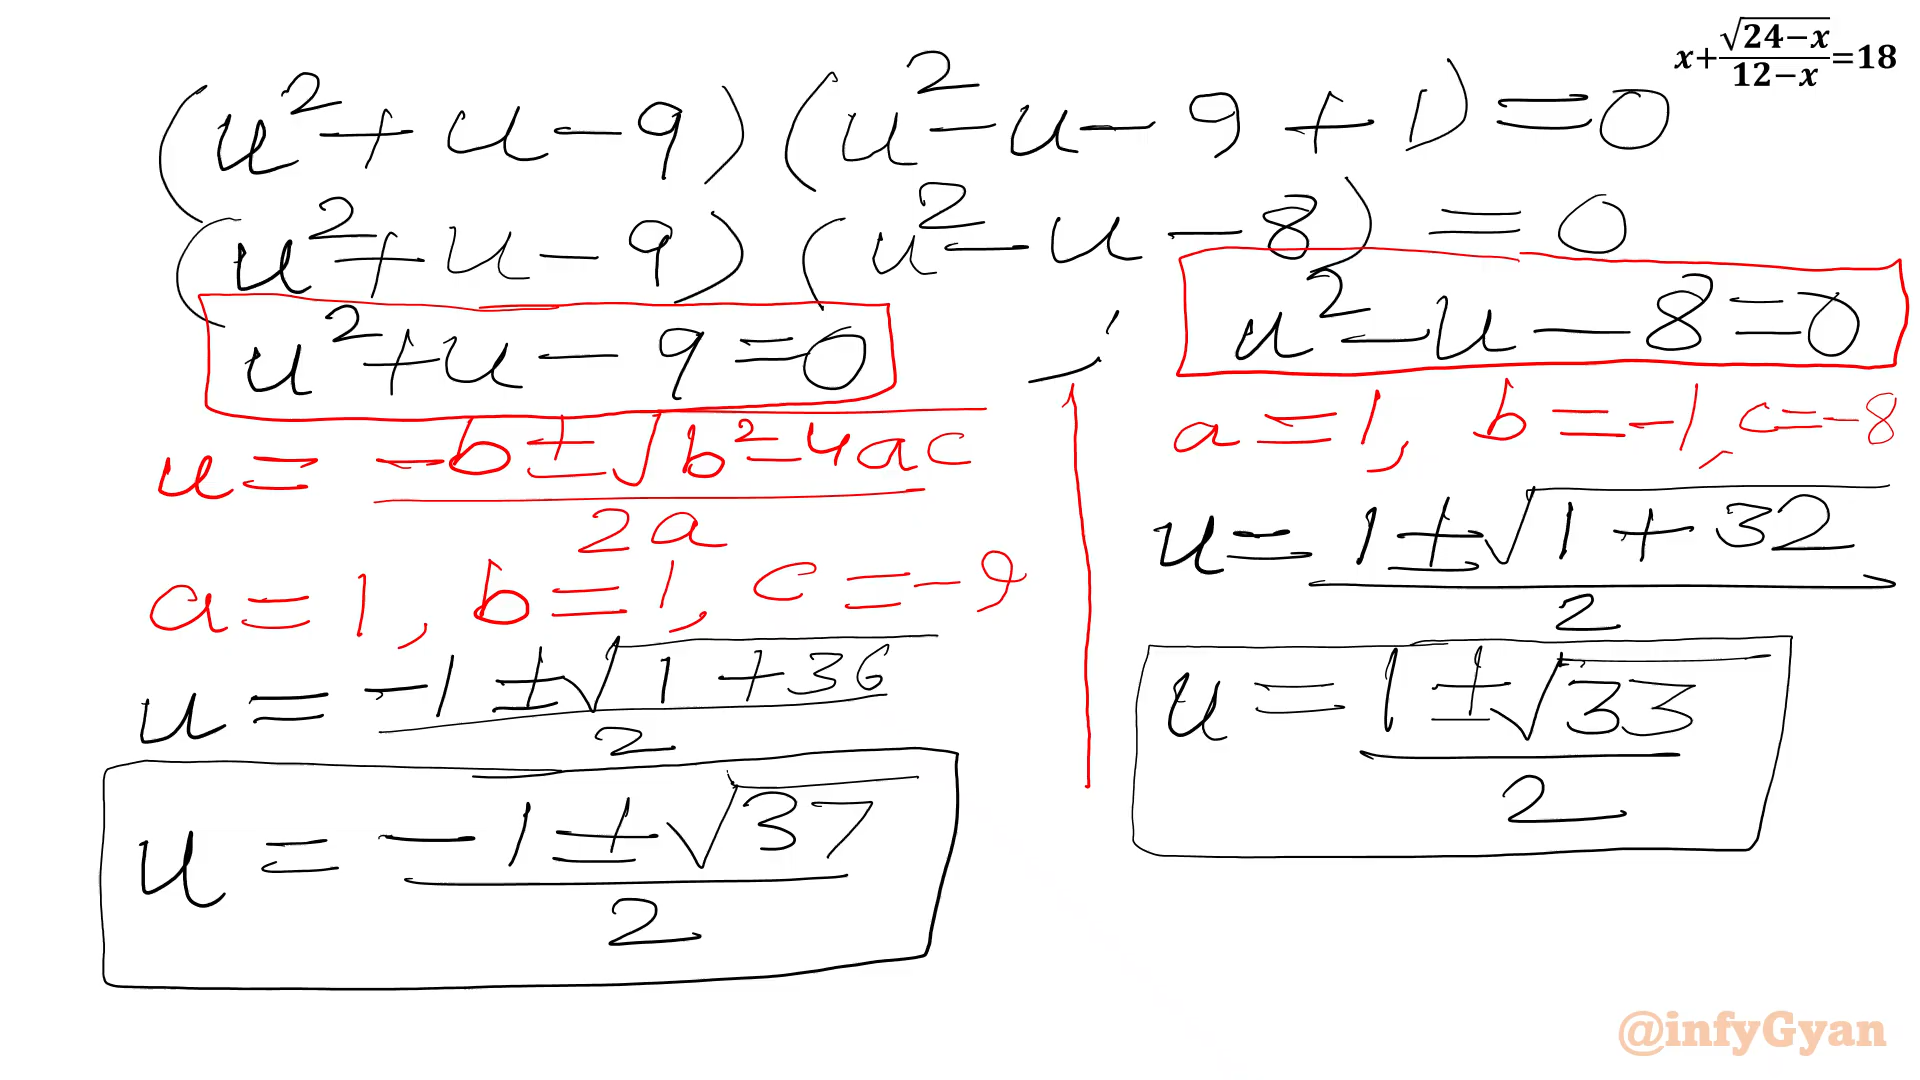 x+√(24−x)/(12−x)=18
(u²+u−9)(u²−u−9+1)=0
(u²+u−9)(u²−u−8)=0
u²+u−9=0 ; u²−u−8=0
u = (−b±√(b²−4ac))/2a
a=1, b=1, c=−9
u = (−1±√(1+36))/2
u = (−1±√37)/2
a=1, b=−1, c=−8
u = (1±√(1+32))/2
u = (1±√33)/2
@infyGyan